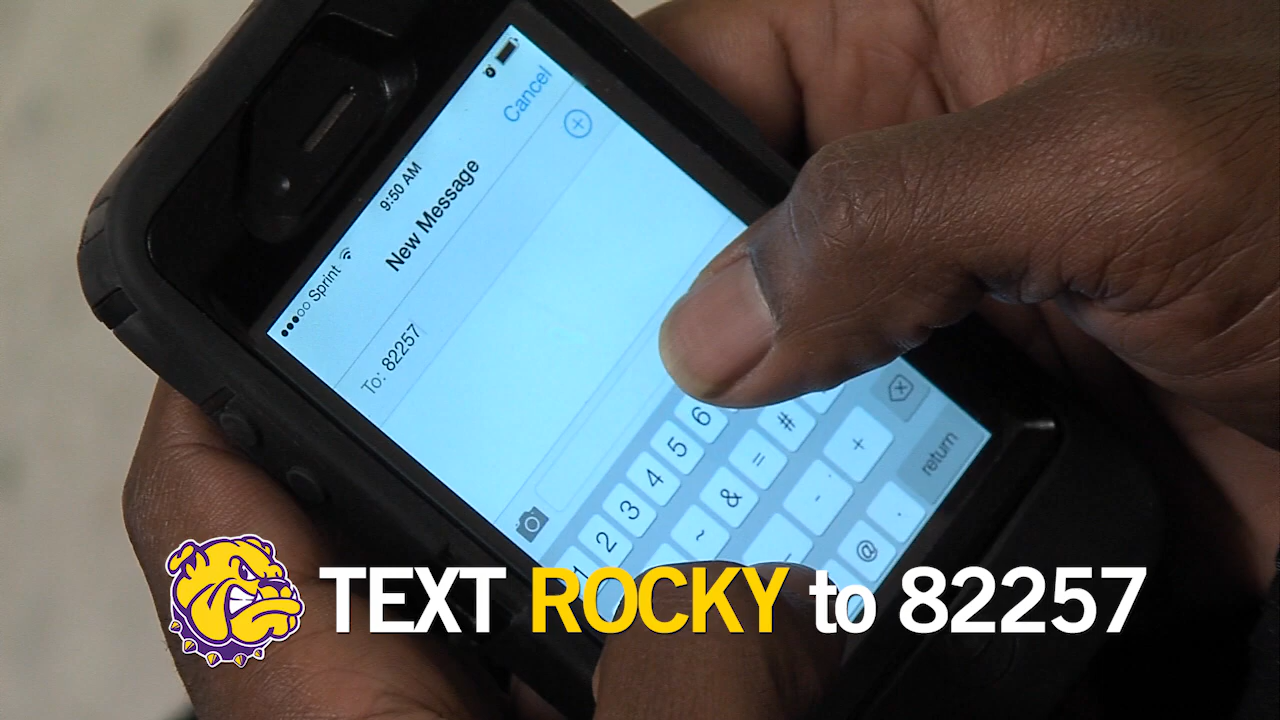 ●●●○○ Sprint 9:50 AM
New Message Cancel
To: 82257
1 2 3 4 5 6
~ & = #
_ - +
@ . return
TEXT ROCKY to 82257